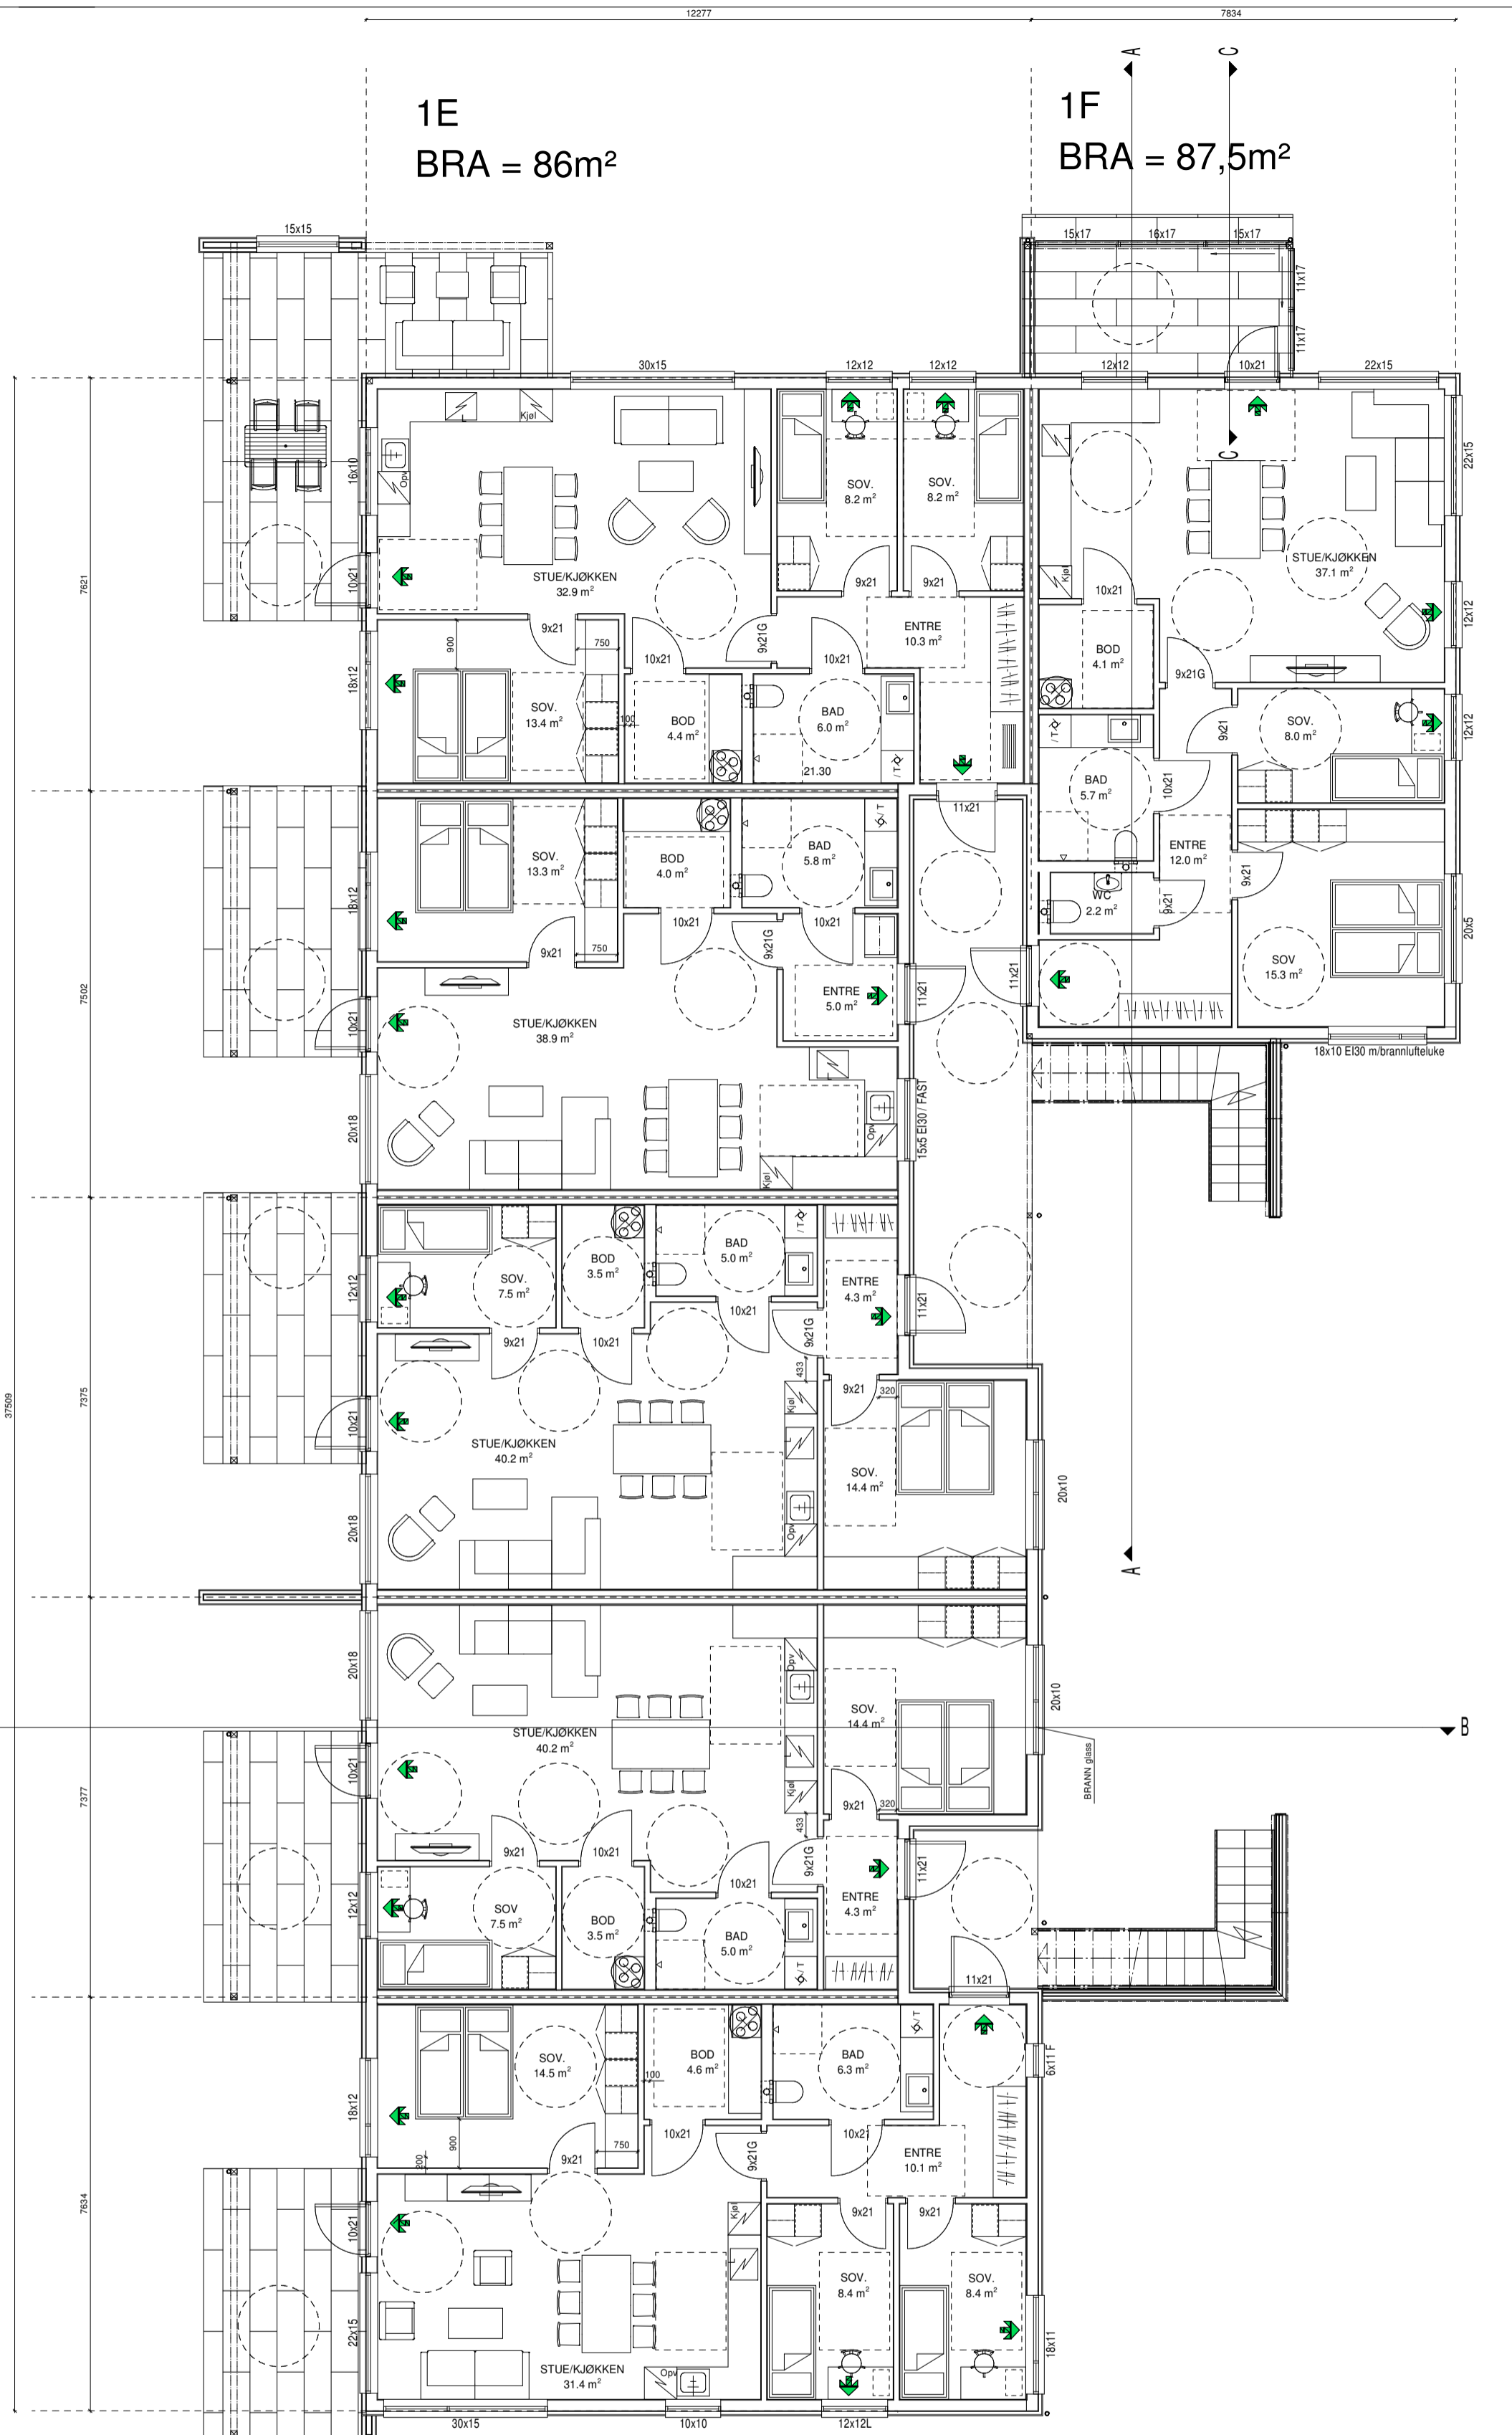 12277
7834
A
C
1E
BRA = 86m²
1F
BRA = 87,5m²
15x15
15x17
16x17
15x17
11x17
11x17
30x15
12x12
12x12
12x12
10x21
22x15
Kjøl
L
Opv
16x10
C
22x15
SOV.
8.2 m²
SOV.
8.2 m²
STUE/KJØKKEN
37.1 m²
7621
10x21
STUE/KJØKKEN
32.9 m²
9x21
9x21
Kjøl
10x21
12x12
9x21
900
750
10x21
9x21G
10x21
ENTRE
10.3 m²
BOD
4.1 m²
9x21G
18x12
SOV.
13.4 m²
100
BOD
4.4 m²
BAD
6.0 m²
21.30
/ T
/ T
9x21
SOV.
8.0 m²
12x12
BAD
5.7 m²
10x21
11x21
SOV.
13.3 m²
BOD
4.0 m²
BAD
5.8 m²
/ T
ENTRE
12.0 m²
18x12
9x21
WC
2.2 m²
9x21
20x5
9x21
750
10x21
9x21G
10x21
SOV
15.3 m²
7502
10x21
STUE/KJØKKEN
38.9 m²
ENTRE
5.0 m²
11x21
11x21
18x10 EI30 m/brannlufteluke
20x18
L
Opv
Kjøl
15x5 EI30 / FAST
SOV.
7.5 m²
BOD
3.5 m²
BAD
5.0 m²
/ T
ENTRE
4.3 m²
12x12
9x21
10x21
10x21
9x21G
11x21
433
37509
7375
10x21
STUE/KJØKKEN
40.2 m²
Kjøl
L
Opv
9x21
320
SOV.
14.4 m²
20x10
20x18
A
20x18
STUE/KJØKKEN
40.2 m²
Opv
L
Kjøl
SOV.
14.4 m²
20x10
B
BRANN glass
7377
10x21
9x21
10x21
10x21
433
9x21G
9x21
320
12x12
SOV
7.5 m²
BOD
3.5 m²
BAD
5.0 m²
/ T
ENTRE
4.3 m²
11x21
11x21
SOV.
14.5 m²
BOD
4.6 m²
BAD
6.3 m²
/ T
6x11 F
18x12
100
900
200
9x21
750
10x21
9x21G
10x21
ENTRE
10.1 m²
7634
10x21
Kjøl
L
9x21
9x21
SOV.
8.4 m²
SOV.
8.4 m²
22x15
STUE/KJØKKEN
31.4 m²
Opv
18x11
30x15
10x10
12x12L